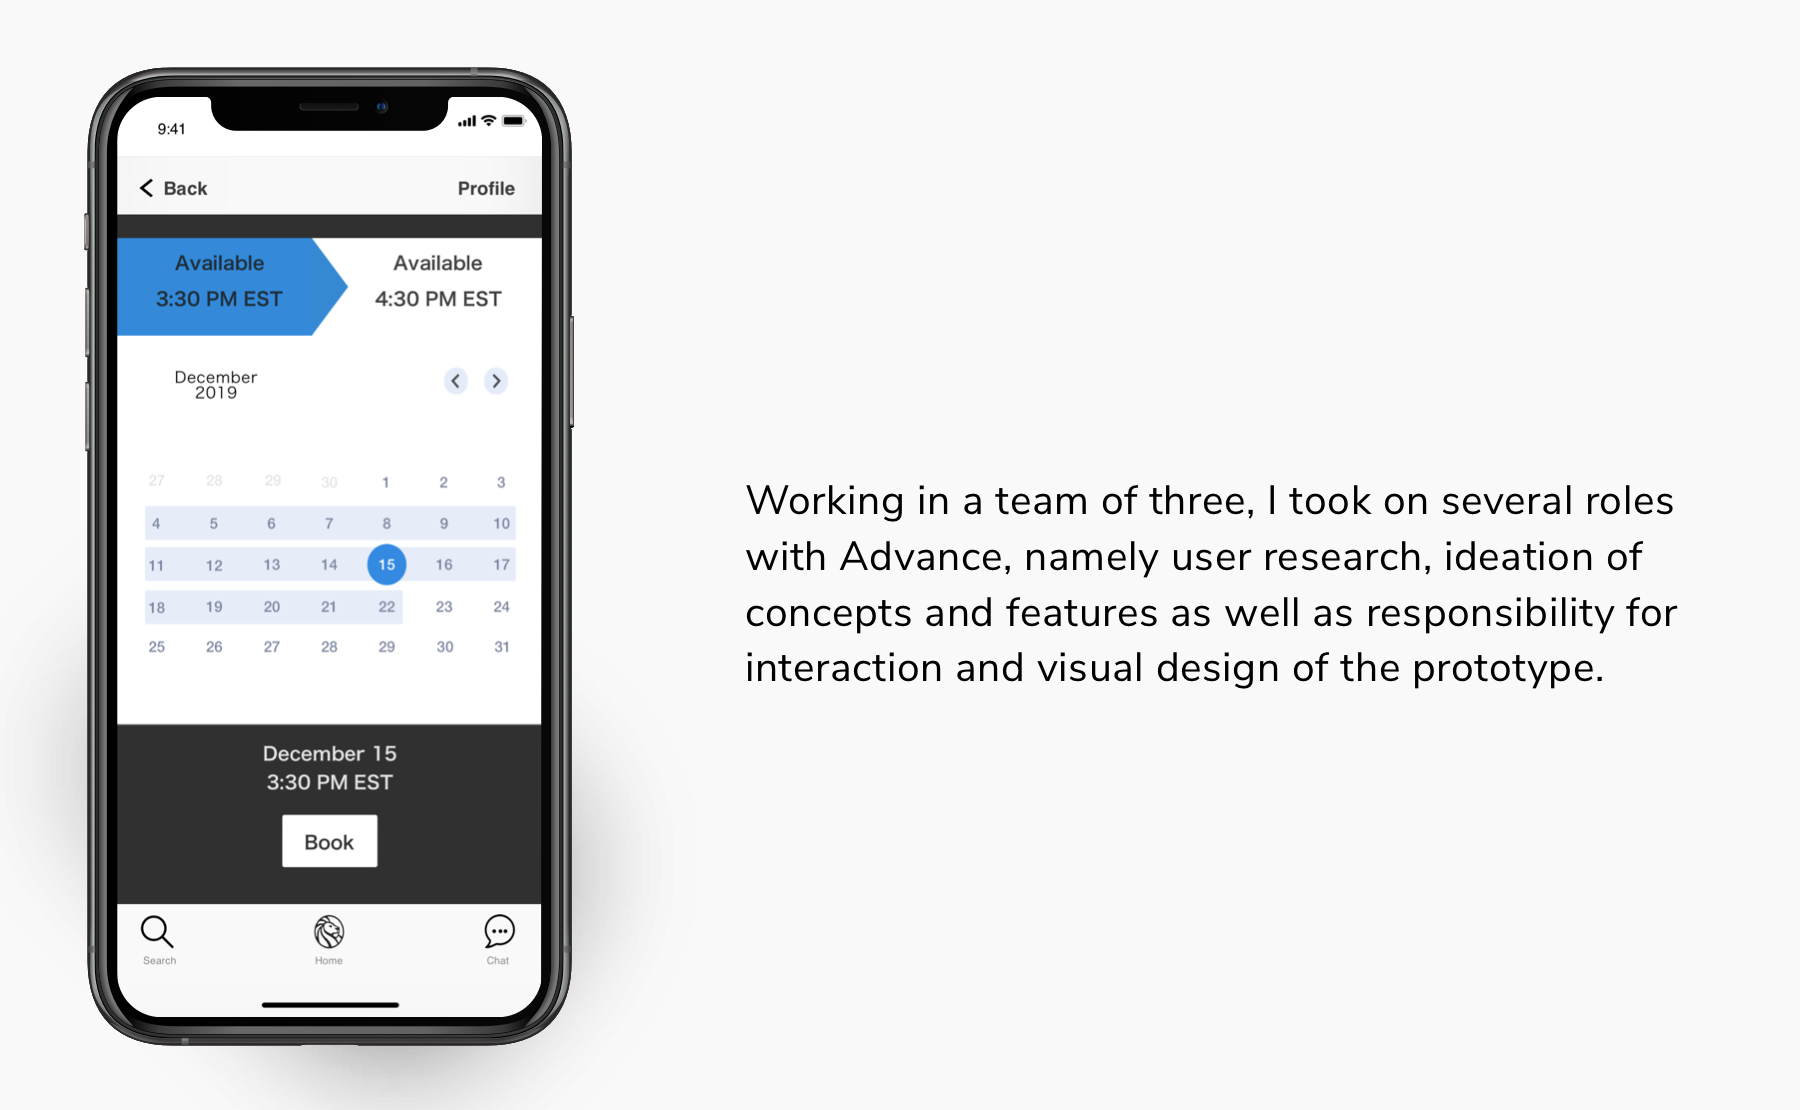 9:41
Back
Profile
Available
3:30 PM EST
Available
4:30 PM EST
December
2019
27 28 29 30 1 2 3
4 5 6 7 8 9 10
11 12 13 14 15 16 17
18 19 20 21 22 23 24
25 26 27 28 29 30 31
December 15
3:30 PM EST
Book
Search
Home
Chat
Working in a team of three, I took on several roles
with Advance, namely user research, ideation of
concepts and features as well as responsibility for
interaction and visual design of the prototype.